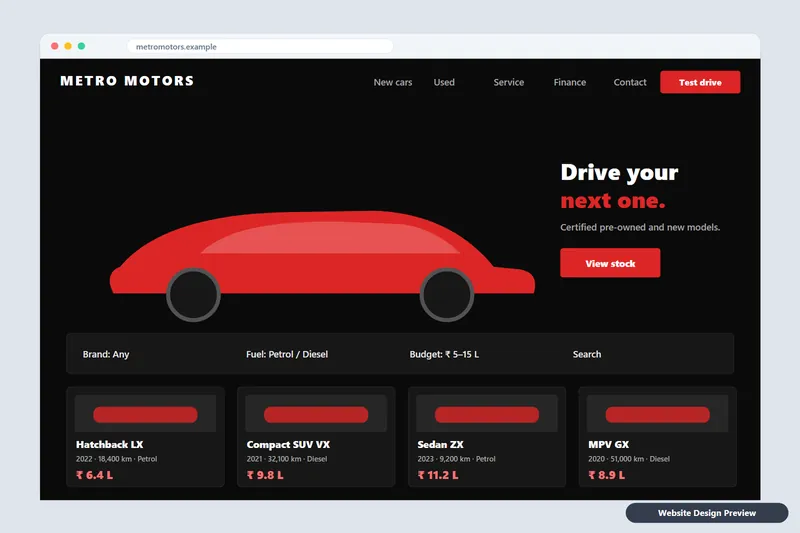 metromotors.example
METRO MOTORS
New cars Used Service Finance Contact Test drive
Drive your
next one.
Certified pre-owned and new models.
View stock
Brand: Any Fuel: Petrol / Diesel Budget: ₹ 5–15 L Search
Hatchback LX
2022 · 18,400 km · Petrol
₹ 6.4 L
Compact SUV VX
2021 · 32,100 km · Diesel
₹ 9.8 L
Sedan ZX
2023 · 9,200 km · Petrol
₹ 11.2 L
MPV GX
2020 · 51,000 km · Diesel
₹ 8.9 L
Website Design Preview